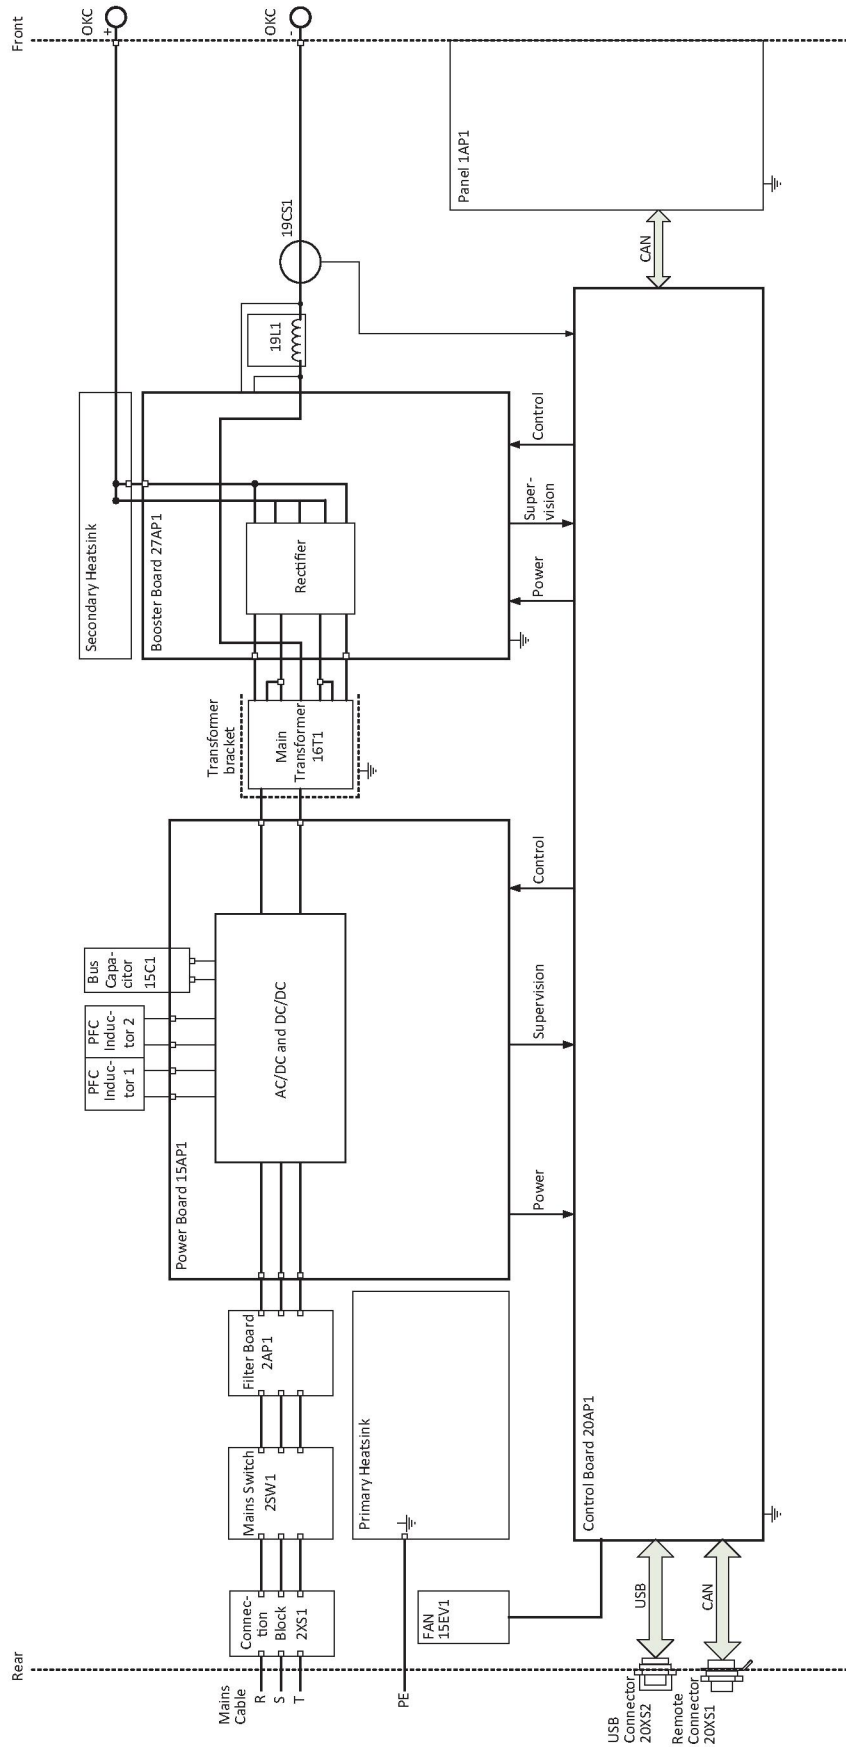 Rear
Front
Mains
Cable
R
S
T
PE
Connec-
tion
Block
2XS1
Mains Switch
2SW1
Filter Board
2AP1
Power Board 15AP1
PFC
Induc-
tor 1
PFC
Induc-
tor 2
Bus
Capa-
citor
15C1
AC/DC and DC/DC
Transformer
bracket
Main
Transformer
16T1
Secondary Heatsink
Booster Board 27AP1
Rectifier
19L1
19CS1
OKC
+
OKC
-
Primary Heatsink
FAN
15EV1
Power
Supervision
Control
Power
Super-
vision
Control
Control Board 20AP1
CAN
Panel 1AP1
USB
CAN
USB
Connector
20XS2
Remote
Connector
20XS1